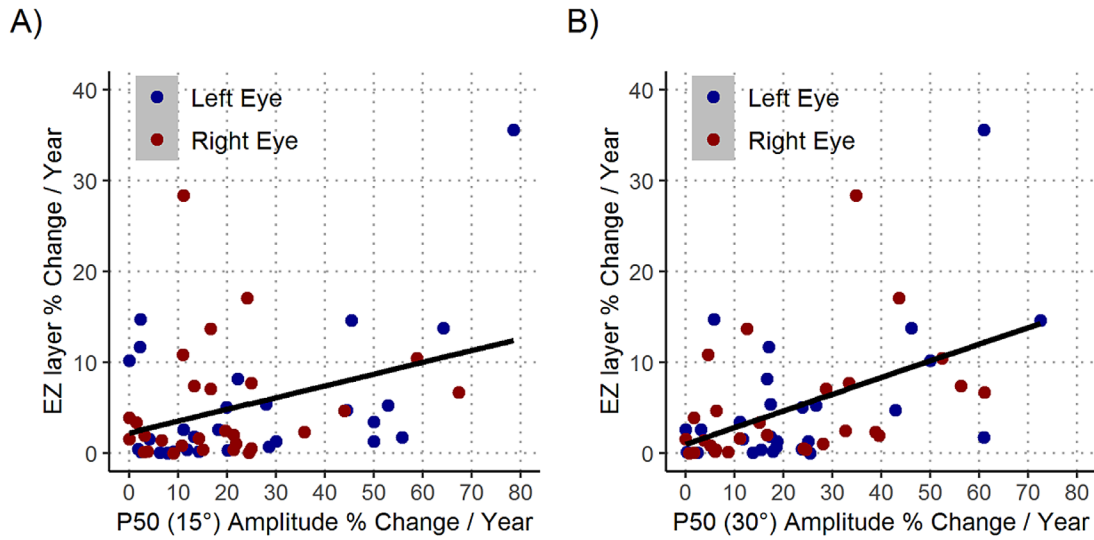 A)
EZ layer % Change / Year
40
30
20
10
0
Left Eye
Right Eye
0 10 20 30 40 50 60 70 80
P50 (15°) Amplitude % Change / Year
B)
EZ layer % Change / Year
40
30
20
10
0
Left Eye
Right Eye
0 10 20 30 40 50 60 70 80
P50 (30°) Amplitude % Change / Year